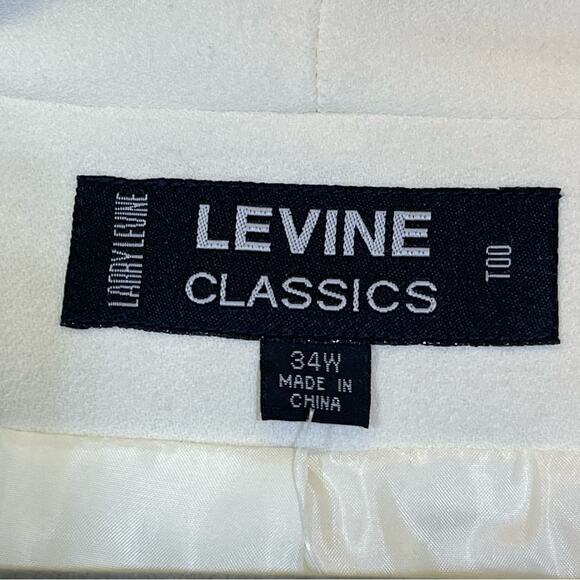 LARRY LEVINE
LEVINE
CLASSICS
TOO
34W
MADE IN
CHINA